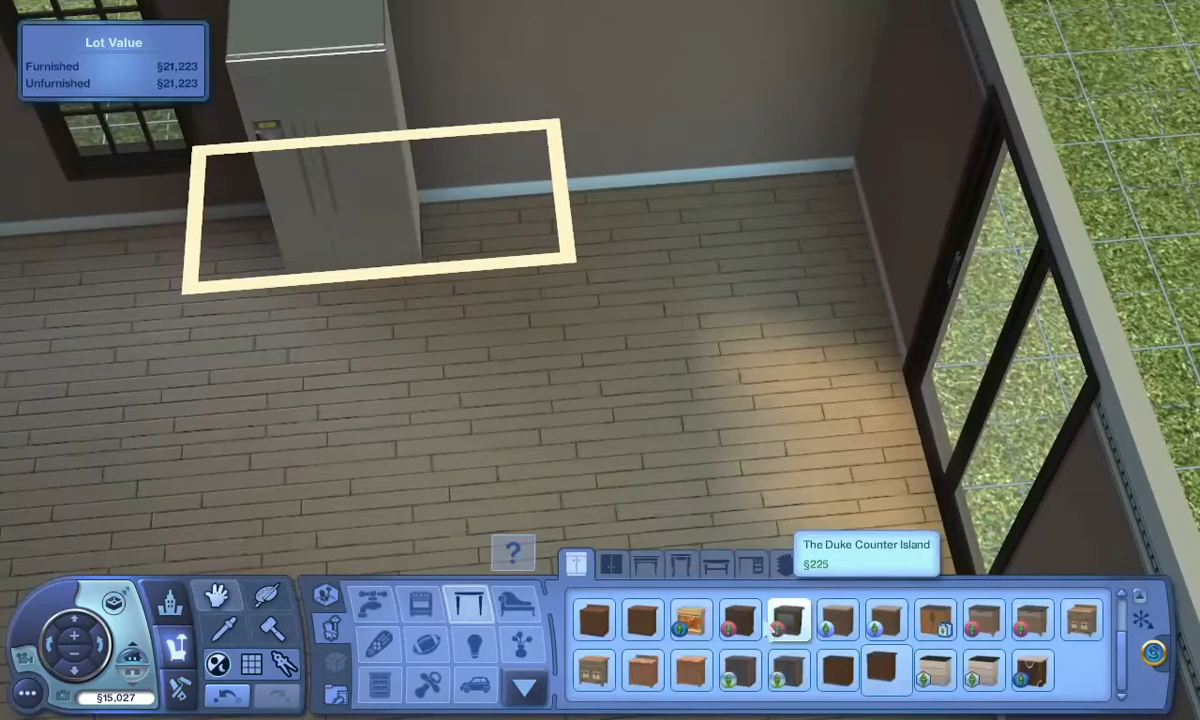 Lot Value
Furnished §21,223
Unfurnished §21,223
?
The Duke Counter Island
§225
§15,027